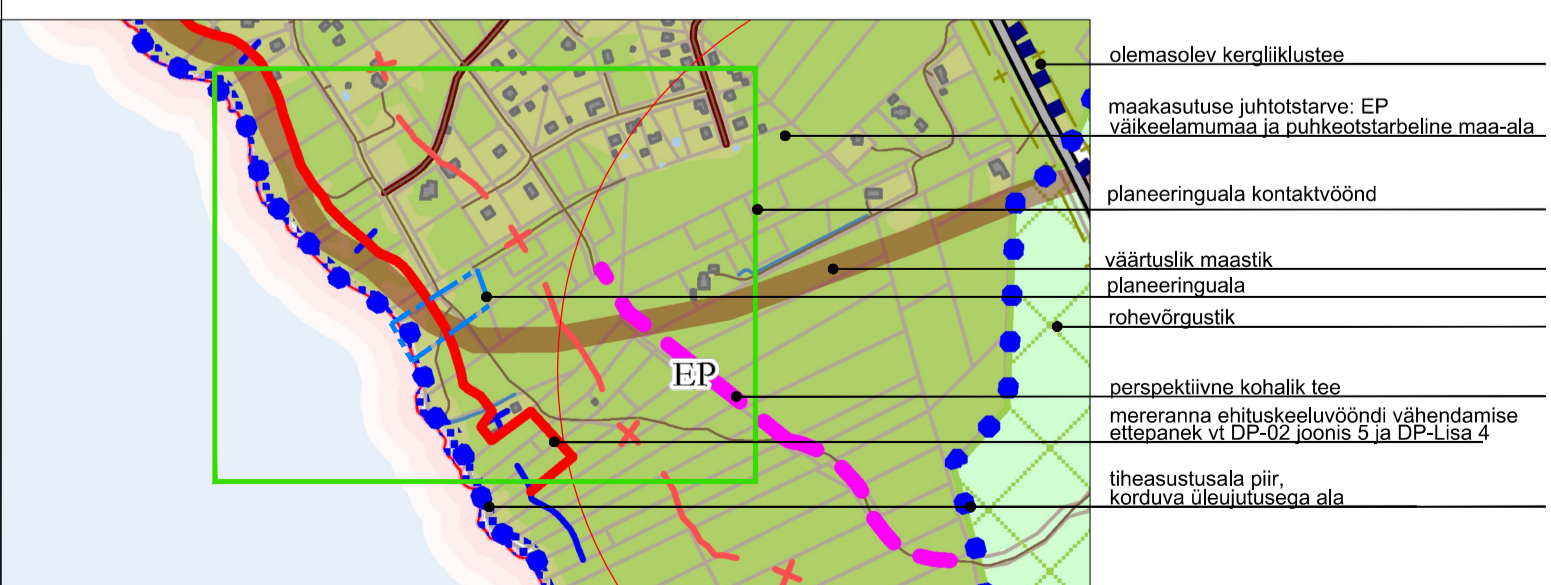 olemasolev kergliiklustee
maakasutuse juhtotstarve: EP
väikeelamumaa ja puhkeotstarbeline maa-ala
planeeringuala kontaktvöönd
väärtuslik maastik
planeeringuala
rohevõrgustik
EP
perspektiivne kohalik tee
mereranna ehituskeeluvööndi vähendamise
ettepanek vt DP-02 joonis 5 ja DP-Lisa 4
tiheasustusala piir,
korduva üleujutusega ala